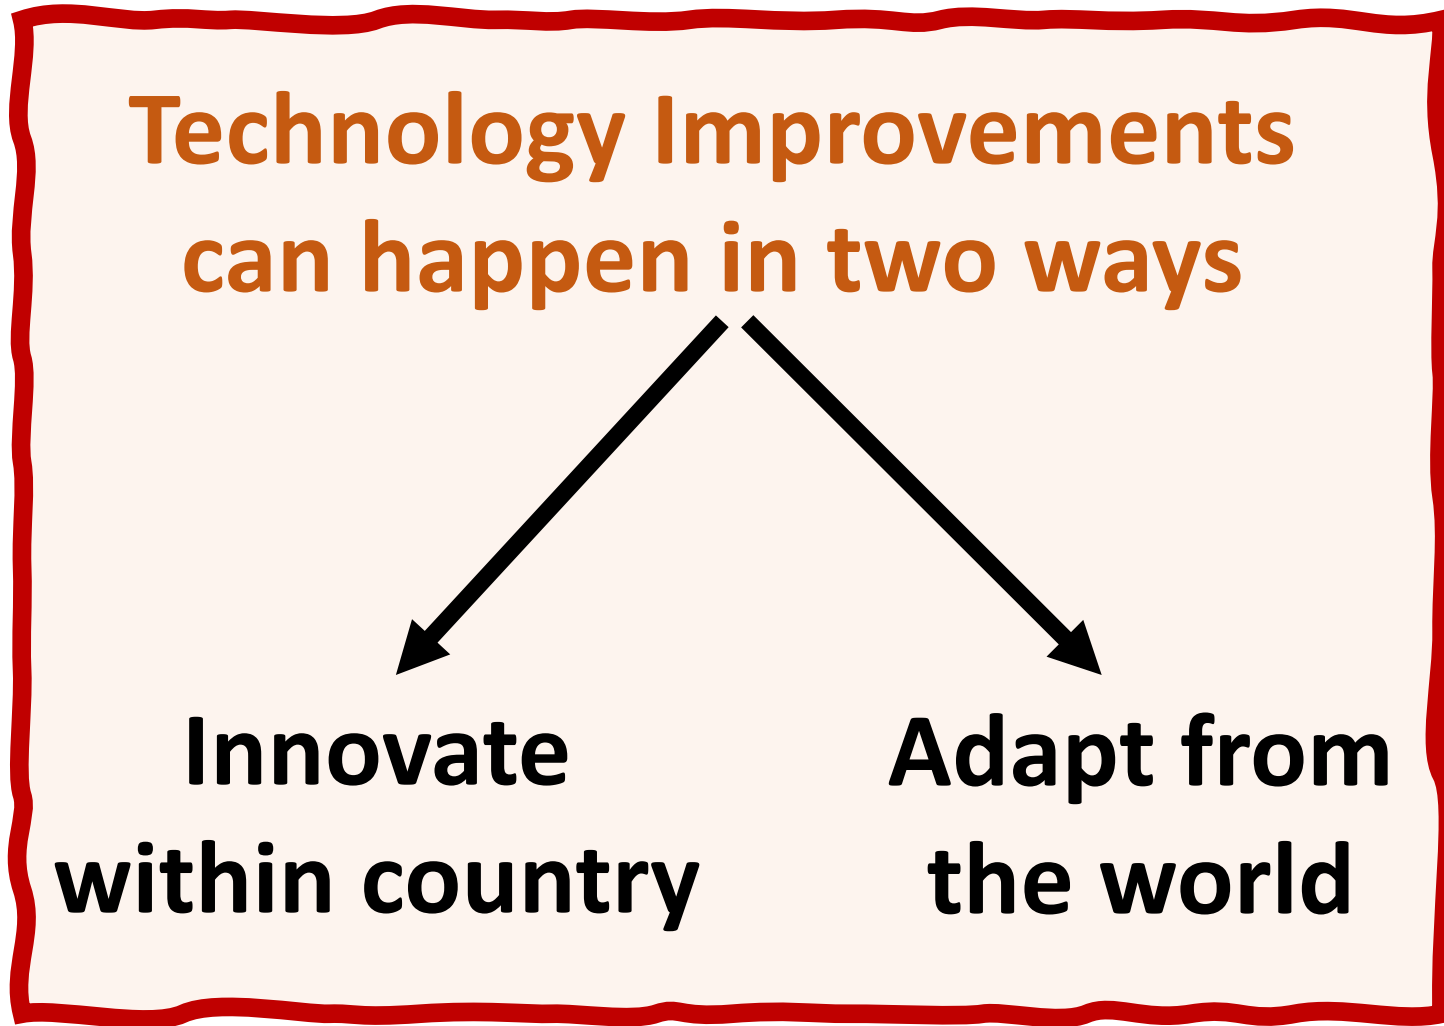 Technology Improvements
can happen in two ways
Innovate
within country
Adapt from
the world